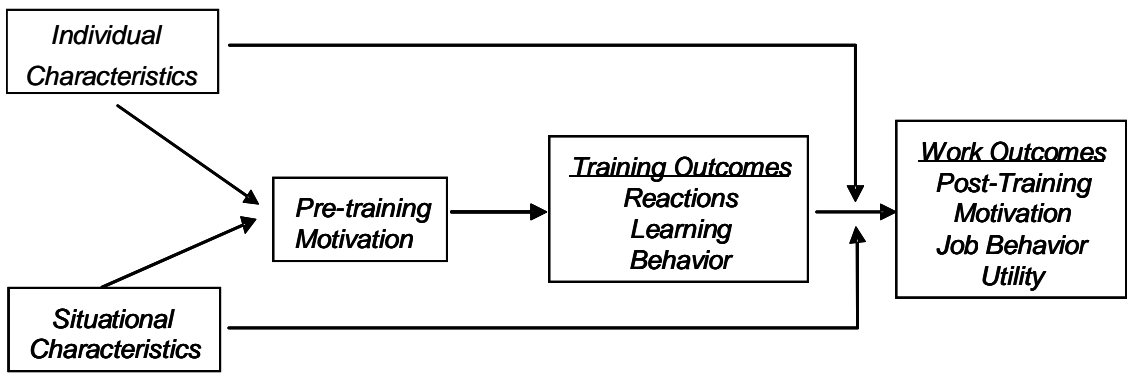 Individual
Characteristics
Pre-training
Motivation
Training Outcomes
Reactions
Learning
Behavior
Work Outcomes
Post-Training
Motivation
Job Behavior
Utility
Situational
Characteristics